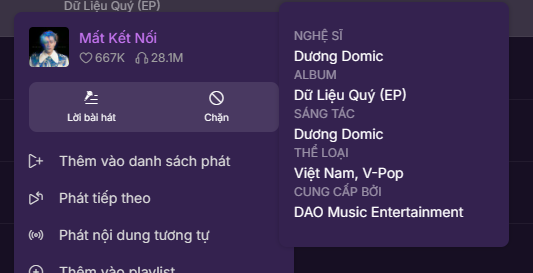 Dữ Liệu Quý (EP)
Mất Kết Nối
667K 28.1M
Lời bài hát Chặn
Thêm vào danh sách phát
Phát tiếp theo
Phát nội dung tương tự
Thêm vào playlist
NGHỆ SĨ
Dương Domic
ALBUM
Dữ Liệu Quý (EP)
SÁNG TÁC
Dương Domic
THỂ LOẠI
Việt Nam, V-Pop
CUNG CẤP BỞI
DAO Music Entertainment